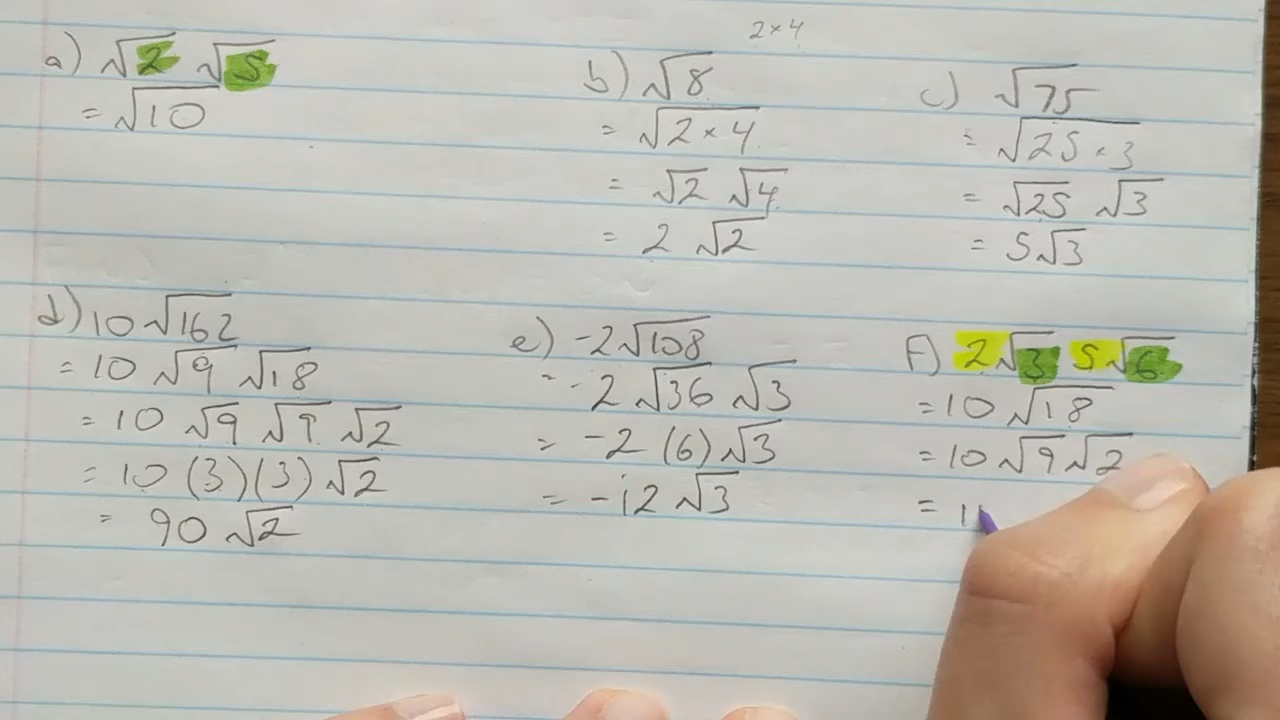 2×4
a) √2 √5
= √10
b) √8
= √2×4
= √2 √4
= 2 √2
c) √75
= √25×3
= √25 √3
= 5√3
d) 10√162
= 10 √9 √18
= 10 √9 √9 √2
= 10 (3)(3) √2
= 90 √2
e) -2√108
= -2 √36 √3
= -2 (6) √3
= -12 √3
F) 2√3 5√6
= 10 √18
= 10 √9 √2
=